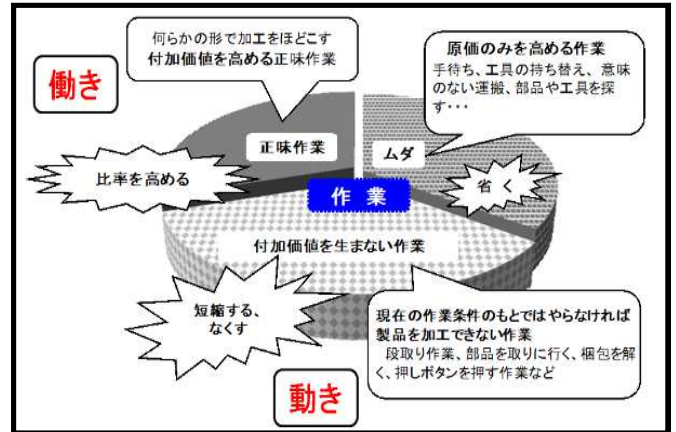 何らかの形で加工をほどこす
付加価値を高める正味作業
働き
原価のみを高める作業
手待ち、工具の持ち替え、意味
のない運搬、部品や工具を探
す・・・
正味作業
ムダ
比率を高める
作 業
省 く
付加価値を生まない作業
短縮する、
なくす
現在の作業条件のもとではやらなければ
製品を加工できない作業
段取り作業、部品を取りに行く、梱包を解
く、押しボタンを押す作業など
動き